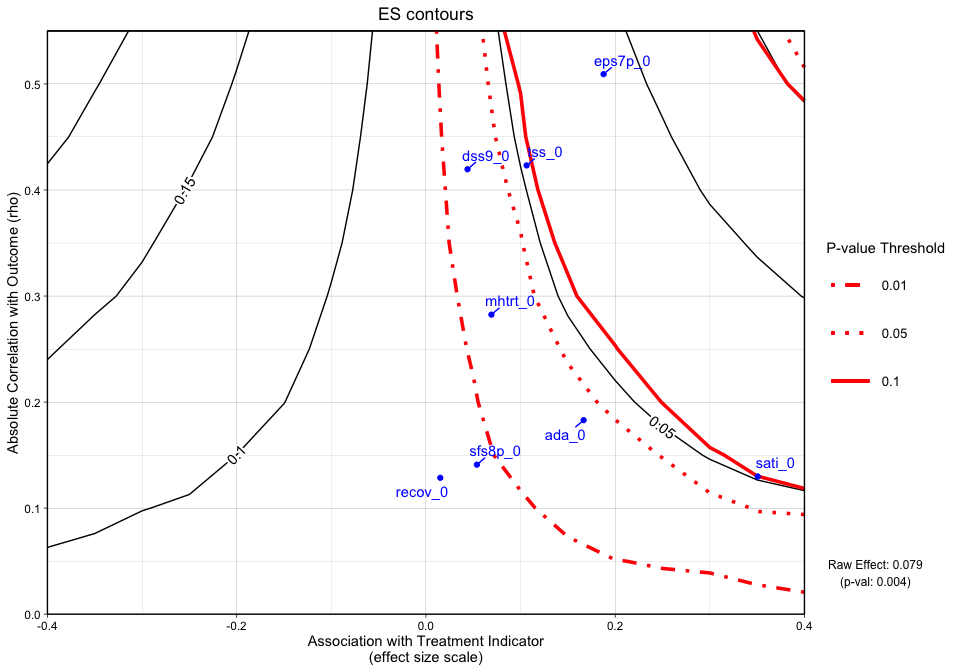 ES contours
Absolute Correlation with Outcome (rho)
0.5
0.4
0.3
0.2
0.1
0.0
-0.4
-0.2
0.0
0.2
0.4
Association with Treatment Indicator
(effect size scale)
eps7p_0
dss9_0
tss_0
mhtrt_0
ada_0
sfs8p_0
recov_0
sati_0
0.15
0.1
0.05
P-value Threshold
0.01
0.05
0.1
Raw Effect: 0.079
(p-val: 0.004)